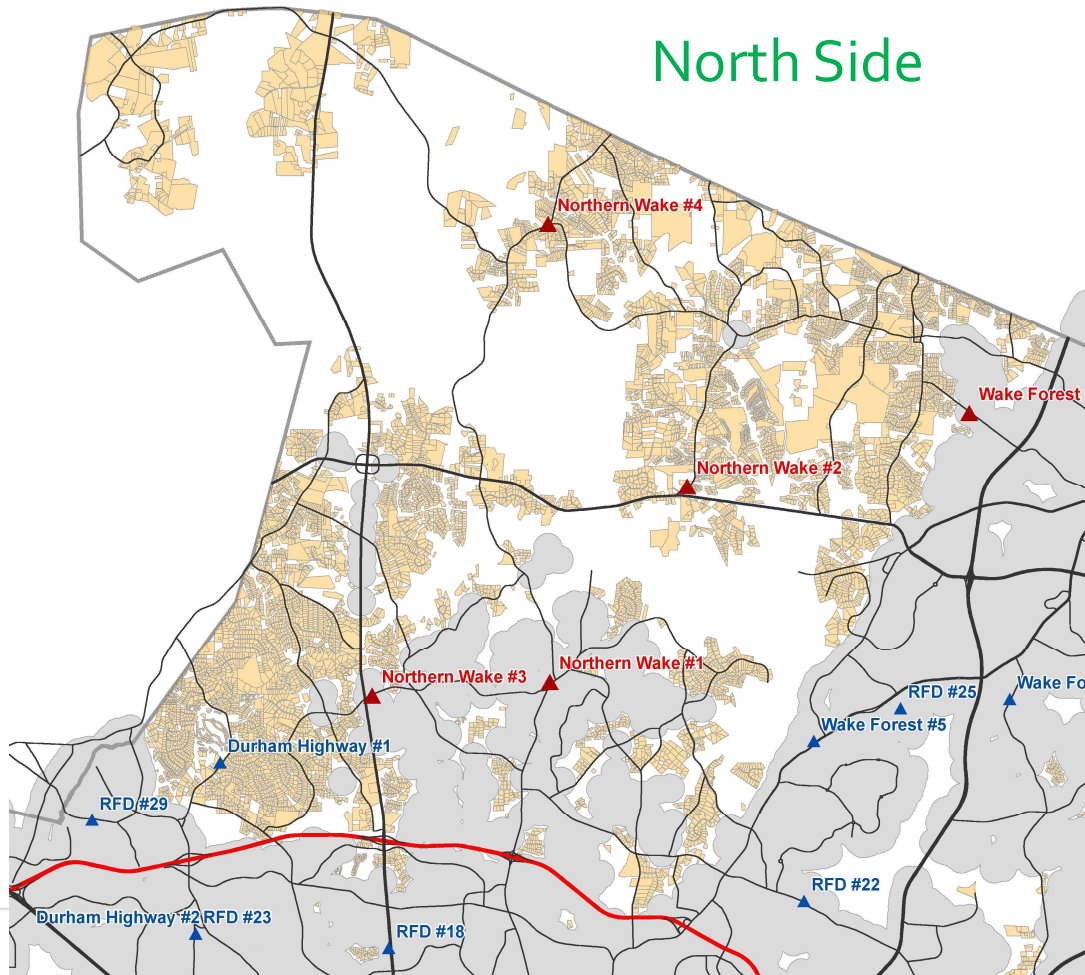 North Side
Northern Wake #4
Wake Forest
Northern Wake #2
Northern Wake #1
Northern Wake #3
Wake Fo
RFD #25
Wake Forest #5
Durham Highway #1
RFD #29
RFD #22
Durham Highway #2 RFD #23
RFD #18